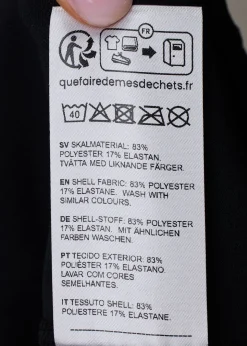 FR
quefairedemesdechets.fr
40
SV SKALMATERIAL: 83%
POLYESTER 17% ELASTAN.
TVÄTTA MED LIKNANDE FÄRGER.
EN SHELL FABRIC: 83% POLYESTER
17% ELASTANE. WASH WITH
SIMILAR COLOURS.
DE SHELL-STOFF: 83% POLYESTER
17% ELASTAN. MIT ÄHNLICHEN
FARBEN WASCHEN.
PT TECIDO EXTERIOR: 83%
POLIÉSTER 17% ELASTANO.
LAVAR COM CORES
SEMELHANTES.
IT TESSUTO SHELL: 83%
POLIESTERE 17% ELASTANE.